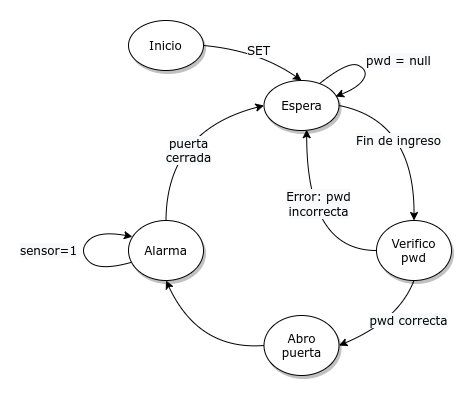 Inicio
SET
pwd = null
Espera
Fin de ingreso
puerta
cerrada
Error: pwd
incorrecta
sensor=1
Alarma
Verifico
pwd
pwd correcta
Abro
puerta